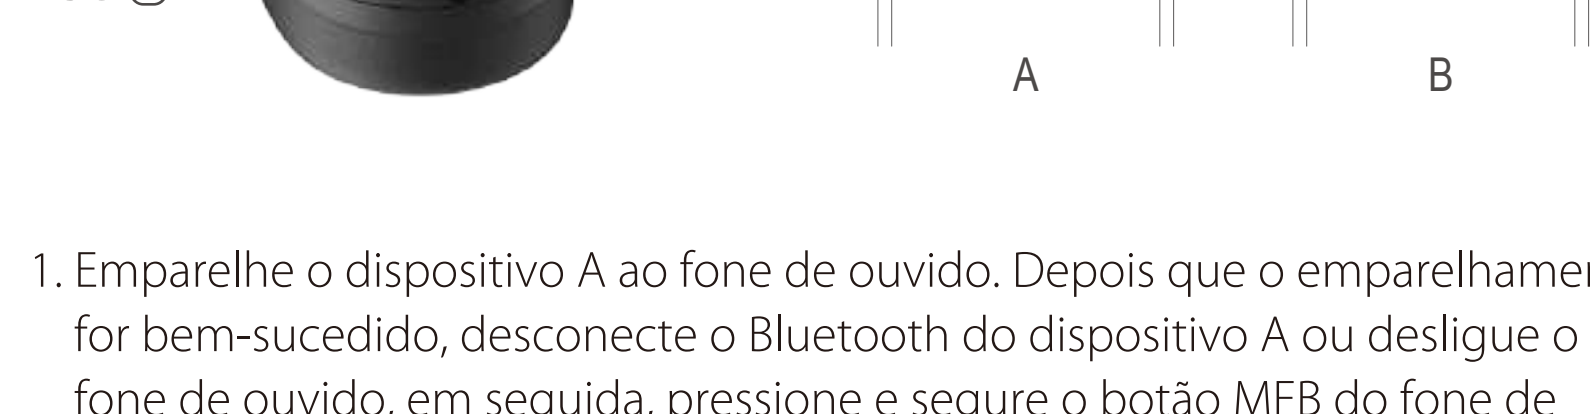 A B
1. Emparelhe o dispositivo A ao fone de ouvido. Depois que o
for bem-sucedido, desconecte o Bluetooth do dispositivo A ou desligue o
fone de ouvido, em seguida, pressione e segure o botão MFB do fone de